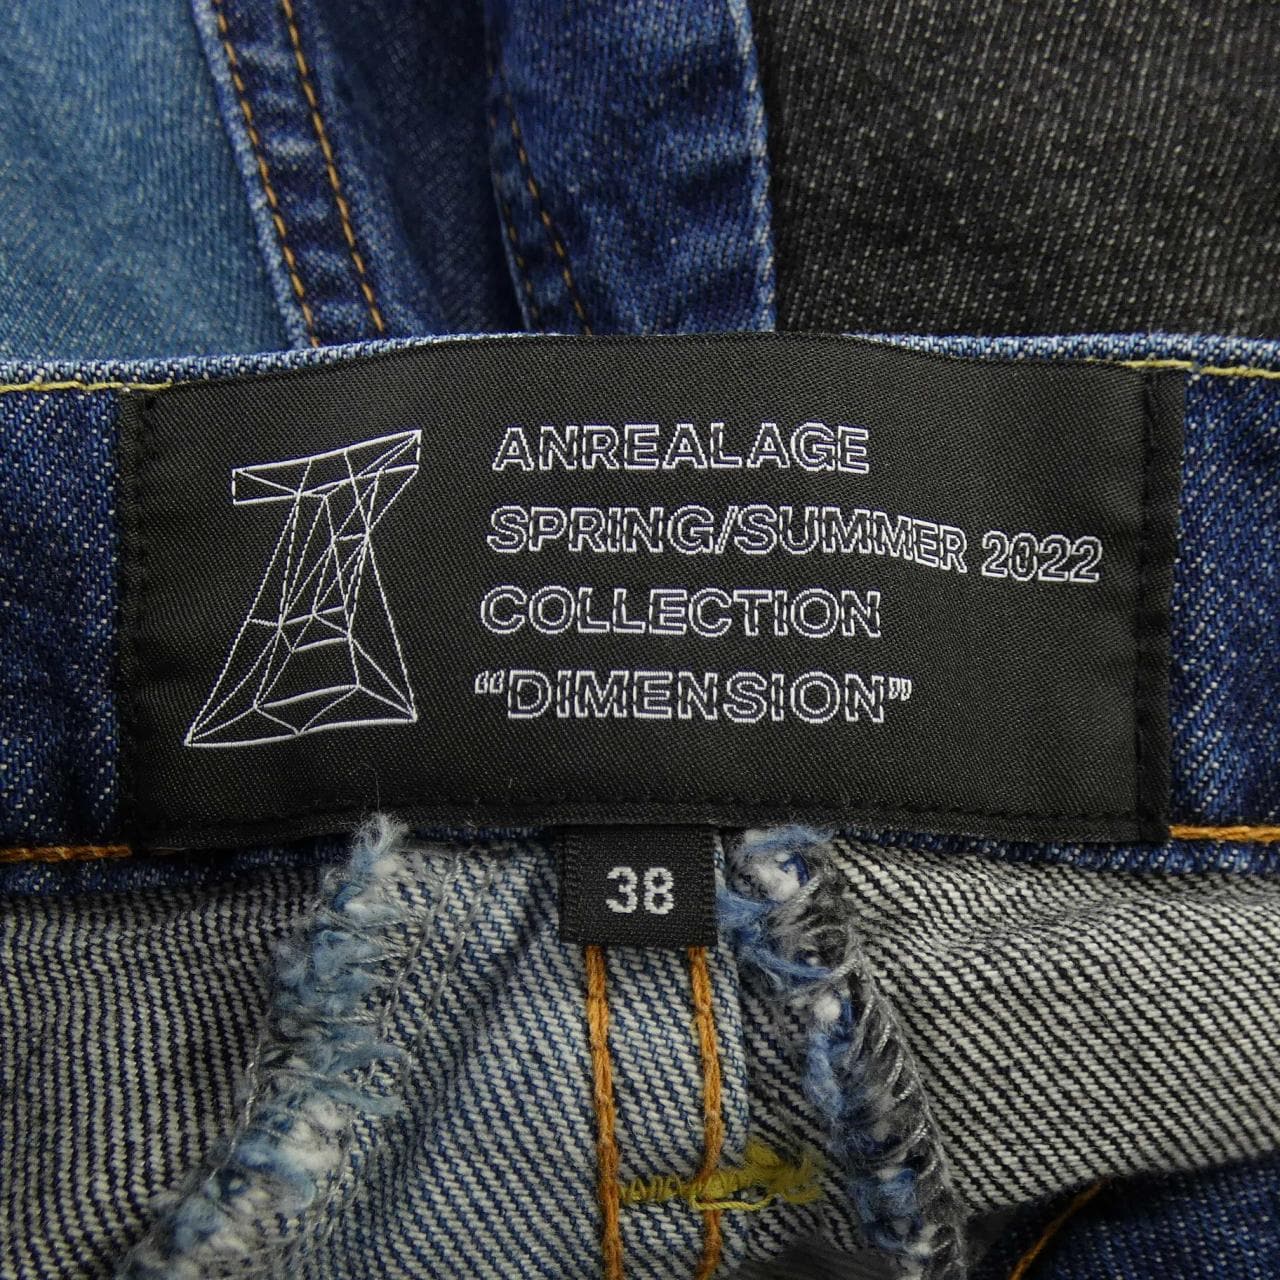 ANREALAGE
SPRING/SUMMER 2022
COLLECTION
“DIMENSION”
38